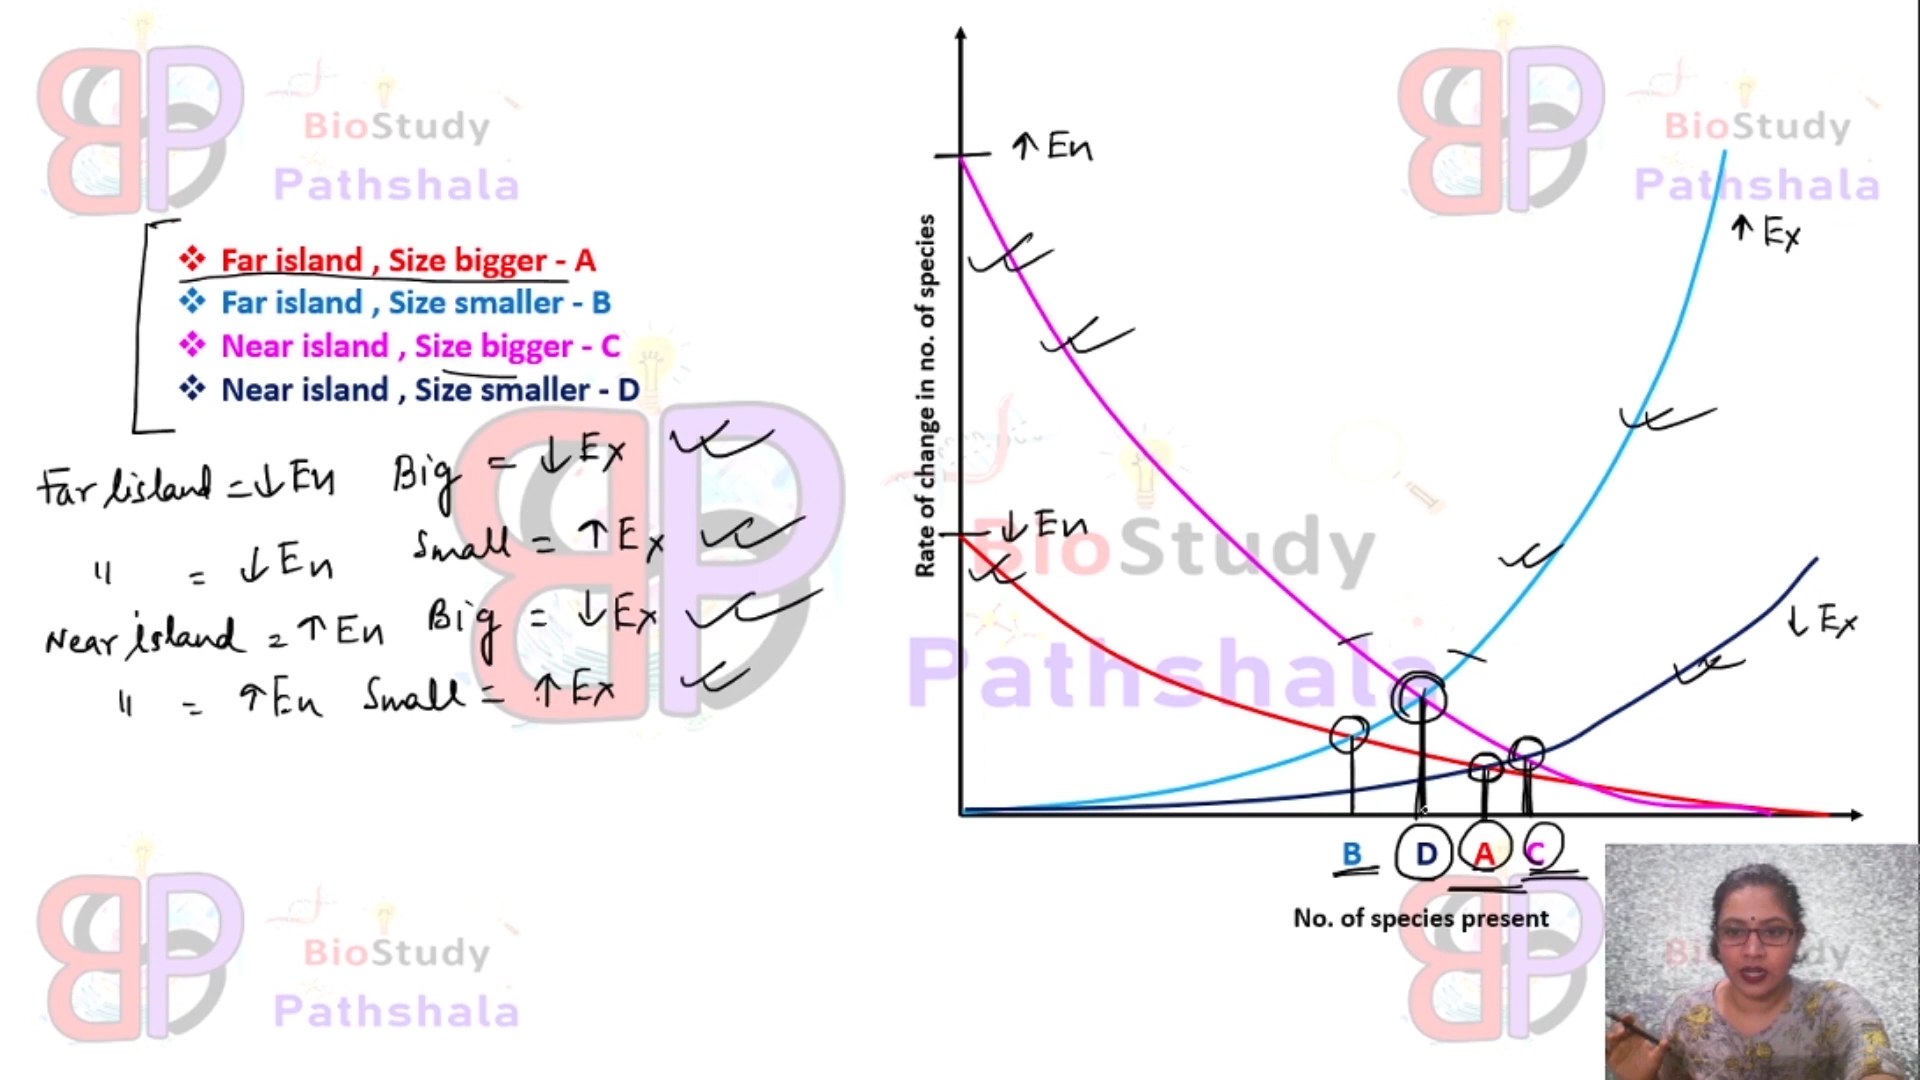 BioStudy
Pathshala
BioStudy
Pathshala
❖ Far island , Size bigger - A
❖ Far island , Size smaller - B
❖ Near island , Size bigger - C
❖ Near island , Size smaller - D
Far island = ↓ En Big = ↓ Ex
" = ↓ En Small = ↑ Ex
Near island = ↑ En Big = ↓ Ex
" = ↑ En Small = ↑ Ex
BioStudy
Pathshala
Rate of change in no. of species
↑ En
↑ Ex
↓ En
↓ Ex
BioStudy
Pathshala
B D A C
No. of species present